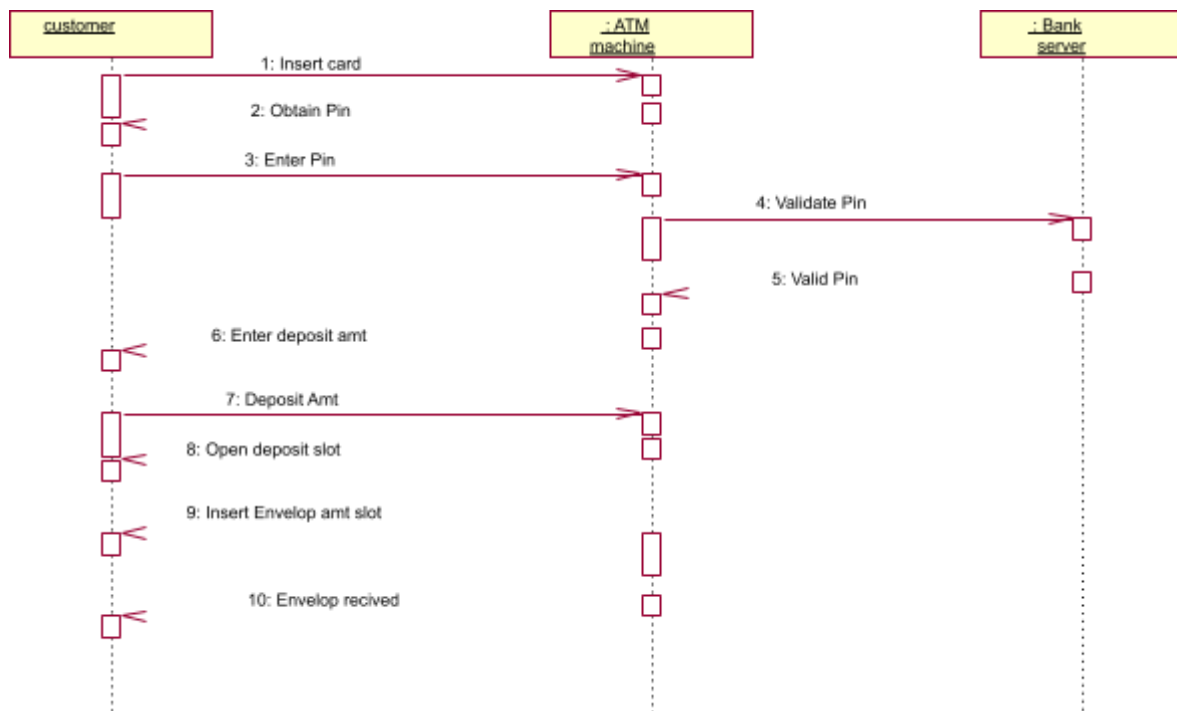 customer
: ATM
machine
: Bank
server
1: Insert card
2: Obtain Pin
3: Enter Pin
4: Validate Pin
5: Valid Pin
6: Enter deposit amt
7: Deposit Amt
8: Open deposit slot
9: Insert Envelop amt slot
10: Envelop recived